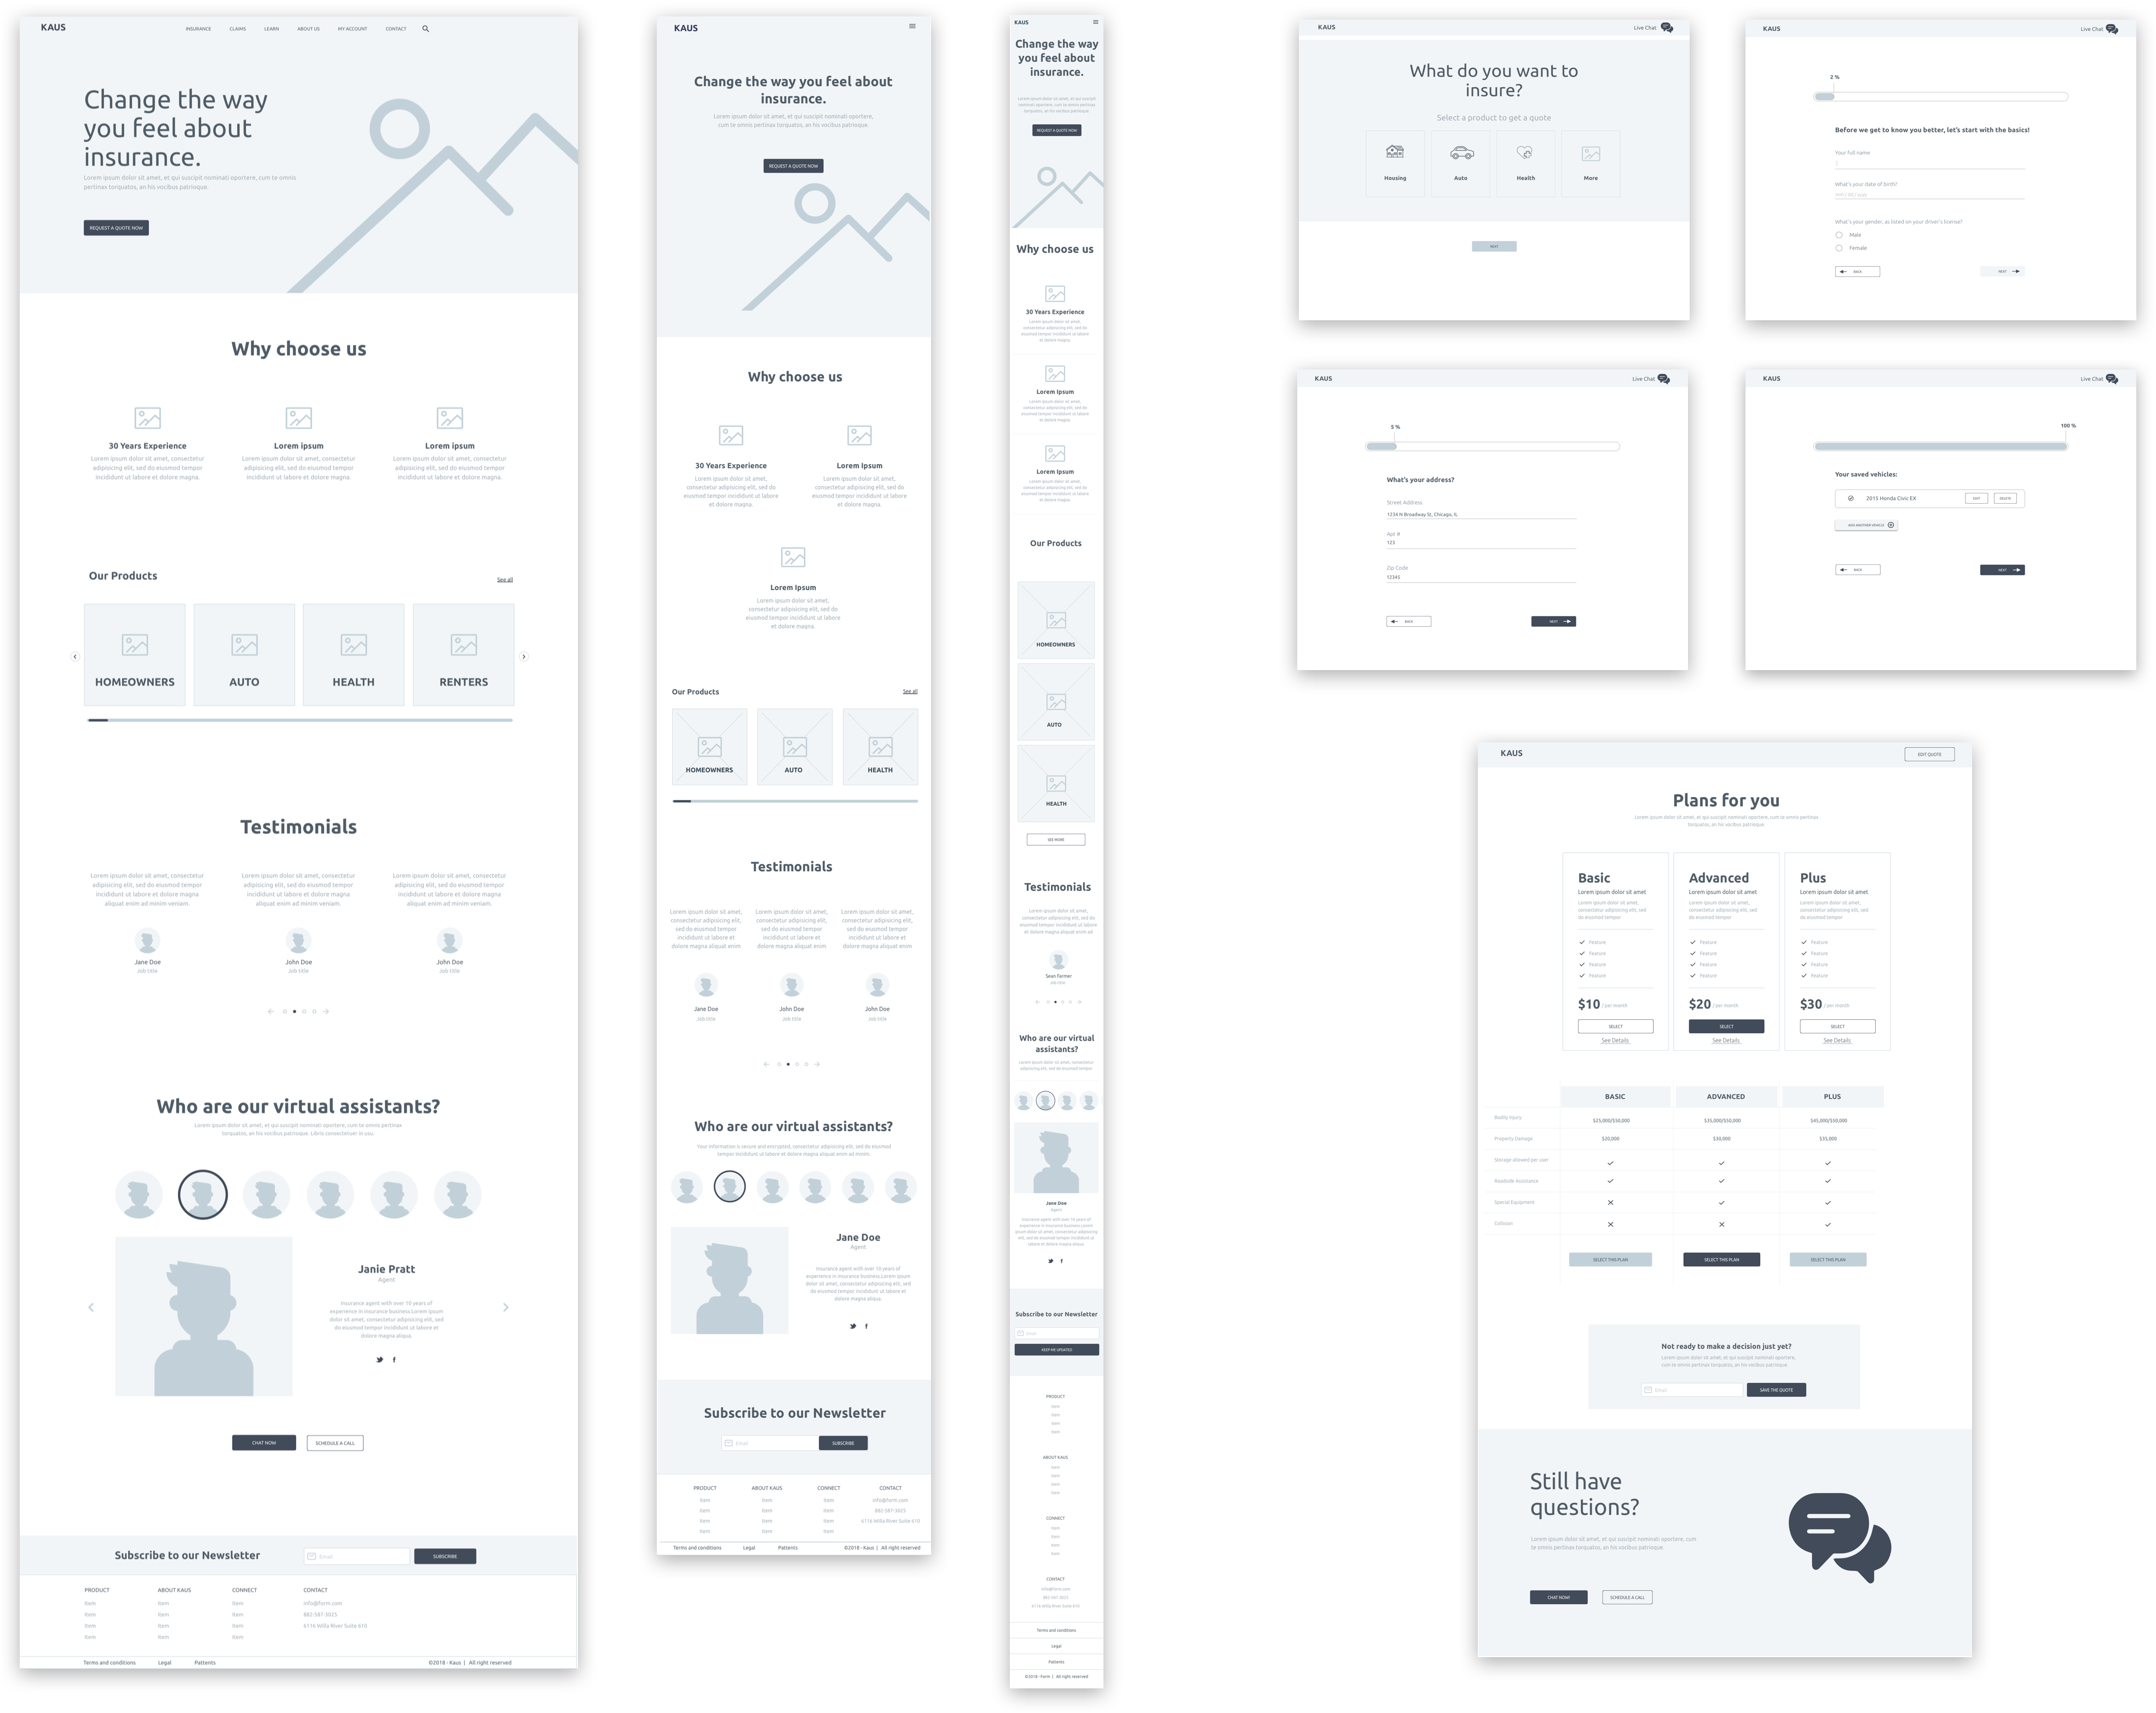 KAUS
INSURANCE CLAIMS LEARN ABOUT US MY ACCOUNT CONTACT
Change the way
you feel about
insurance.
Lorem ipsum dolor sit amet, et qui suscipit nominati oportere, cum te omnis
pertinax torquatos, an his vocibus patrioque.
REQUEST A QUOTE NOW
Why choose us
30 Years Experience
Lorem ipsum dolor sit amet, consectetur
adipisicing elit, sed do eiusmod tempor
incididunt ut labore et dolore magna.
Lorem ipsum
Lorem ipsum dolor sit amet, consectetur
adipisicing elit, sed do eiusmod tempor
incididunt ut labore et dolore magna.
Lorem ipsum
Lorem ipsum dolor sit amet, consectetur
adipisicing elit, sed do eiusmod tempor
incididunt ut labore et dolore magna.
Our Products
See all
HOMEOWNERS
AUTO
HEALTH
RENTERS
Testimonials
Lorem ipsum dolor sit amet, consectetur
adipisicing elit, sed do eiusmod tempor
incididunt ut labore et dolore magna
aliquat enim ad minim veniam.
Jane Doe
Job title
Lorem ipsum dolor sit amet, consectetur
adipisicing elit, sed do eiusmod tempor
incididunt ut labore et dolore magna
aliquat enim ad minim veniam.
John Doe
Job title
Lorem ipsum dolor sit amet, consectetur
adipisicing elit, sed do eiusmod tempor
incididunt ut labore et dolore magna
aliquat enim ad minim veniam.
John Doe
Job title
Who are our virtual assistants?
Lorem ipsum dolor sit amet, et qui suscipit nominati oportere, cum te omnis pertinax
torquatos, an his vocibus patrioque. Libris consectetuer in usu.
Janie Pratt
Agent
Insurance agent with over 10 years of
experience in insurance business.Lorem ipsum
dolor sit amet, consectetur adipisicing elit, sed
do eiusmod tempor incididunt ut labore et
dolore magna aliqua.
CHAT NOW
SCHEDULE A CALL
Subscribe to our Newsletter
Email
SUBSCRIBE
PRODUCT
Item
Item
Item
Item
ABOUT KAUS
Item
Item
Item
Item
CONNECT
Item
Item
Item
Item
CONTACT
info@form.com
882-587-3025
6116 Willa River Suite 610
Terms and conditions Legal Pattents ©2018 - Kaus | All right reserved
KAUS
Change the way you feel about
insurance.
Lorem ipsum dolor sit amet, et qui suscipit nominati oportere,
cum te omnis pertinax torquatos, an his vocibus patrioque.
REQUEST A QUOTE NOW
Why choose us
30 Years Experience
Lorem ipsum dolor sit amet,
consectetur adipisicing elit, sed do
eiusmod tempor incididunt ut labore
et dolore magna.
Lorem Ipsum
Lorem ipsum dolor sit amet,
consectetur adipisicing elit, sed do
eiusmod tempor incididunt ut labore
et dolore magna.
Lorem Ipsum
Lorem ipsum dolor sit amet,
consectetur adipisicing elit, sed do
eiusmod tempor incididunt ut labore
et dolore magna.
Our Products
See all
HOMEOWNERS
AUTO
HEALTH
Testimonials
Lorem ipsum dolor sit amet,
consectetur adipisicing elit,
sed do eiusmod tempor
incididunt ut labore et
dolore magna aliquat enim
Jane Doe
Job title
Lorem ipsum dolor sit amet,
consectetur adipisicing elit,
sed do eiusmod tempor
incididunt ut labore et
dolore magna aliquat enim
John Doe
Job title
Lorem ipsum dolor sit amet,
consectetur adipisicing elit,
sed do eiusmod tempor
incididunt ut labore et
dolore magna aliquat enim
John Doe
Job title
Who are our virtual assistants?
Your information is secure and encrypted, consectetur adipisicing elit, sed do eiusmod
tempor incididunt ut labore et dolore magna aliquat enim ad minim.
Jane Doe
Agent
Insurance agent with over 10 years of
experience in insurance business.Lorem ipsum
dolor sit amet, consectetur adipisicing elit, sed
do eiusmod tempor incididunt ut labore et
dolore magna aliqua.
Subscribe to our Newsletter
Email
SUBSCRIBE
PRODUCT
Item
Item
Item
Item
ABOUT KAUS
Item
Item
Item
Item
CONNECT
Item
Item
Item
Item
CONTACT
info@form.com
882-587-3025
6116 Willa River Suite 610
Terms and conditions Legal Pattents ©2018 - Kaus | All right reserved
KAUS
Change the way
you feel about
insurance.
Lorem ipsum dolor sit amet, et qui suscipit
nominati oportere, cum te omnis pertinax
torquatos, an his vocibus patrioque.
REQUEST A QUOTE NOW
Why choose us
30 Years Experience
Lorem ipsum dolor sit amet,
consectetur adipisicing elit, sed do
eiusmod tempor incididunt ut labore
et dolore magna.
Lorem Ipsum
Lorem ipsum dolor sit amet,
consectetur adipisicing elit, sed do
eiusmod tempor incididunt ut labore
et dolore magna.
Lorem Ipsum
Lorem ipsum dolor sit amet,
consectetur adipisicing elit, sed do
eiusmod tempor incididunt ut labore
et dolore magna.
Our Products
HOMEOWNERS
AUTO
HEALTH
SEE MORE
Testimonials
Lorem ipsum dolor sit amet,
consectetur adipisicing elit, sed do
eiusmod tempor incididunt ut labore et
dolore magna aliquat enim ad
Sean Farmer
Job title
Who are our virtual
assistants?
Lorem ipsum dolor sit amet, consectetur
adipisicing elit, sed do eiusmod tempor
Jane Doe
Agent
Insurance agent with over 10 years of
experience in insurance business.Lorem
ipsum dolor sit amet, consectetur adipisicing
elit, sed do eiusmod tempor incididunt ut
labore et dolore magna aliqua.
Subscribe to our Newsletter
Email
KEEP ME UPDATED
PRODUCT
Item
Item
Item
Item
ABOUT KAUS
Item
Item
Item
Item
CONNECT
Item
Item
Item
Item
CONTACT
info@form.com
882-587-3025
6116 Willa River Suite 610
Terms and conditions
Legal
Pattents
©2018 - Form | All right reserved
KAUS
Live Chat
What do you want to
insure?
Select a product to get a quote
Housing
Auto
Health
More
NEXT
KAUS
Live Chat
2 %
Before we get to know you better, let's start with the basics!
Your full name
What's your date of birth?
mm / dd / yyyy
What's your gender, as listed on your driver's license?
Male
Female
BACK
NEXT
KAUS
Live Chat
5 %
What's your address?
Street Address
1234 N Broadway St, Chicago, IL
Apt #
123
Zip Code
12345
BACK
NEXT
KAUS
Live Chat
100 %
Your saved vehicles:
2015 Honda Civic EX
EDIT
DELETE
ADD ANOTHER VEHICLE
BACK
NEXT
KAUS
EDIT QUOTE
Plans for you
Lorem ipsum dolor sit amet, et qui suscipit nominati oportere, cum te omnis pertinax
torquatos, an his vocibus patrioque.
Basic
Lorem ipsum dolor sit amet
Lorem ipsum dolor sit amet,
consectetur adipisicing elit, sed
do eiusmod tempor
Feature
Feature
Feature
Feature
$10 / per month
SELECT
See Details
Advanced
Lorem ipsum dolor sit amet
Lorem ipsum dolor sit amet,
consectetur adipisicing elit, sed
do eiusmod tempor
Feature
Feature
Feature
Feature
$20 / per month
SELECT
See Details
Plus
Lorem ipsum dolor sit amet
Lorem ipsum dolor sit amet,
consectetur adipisicing elit, sed
do eiusmod tempor
Feature
Feature
Feature
Feature
$30 / per month
SELECT
See Details
BASIC ADVANCED PLUS
Bodily Injury $25,000/$50,000 $35,000/$50,000 $45,000/$50,000
Property Damage $20,000 $30,000 $35,000
Storage allowed per user
Roadside Assistance
Special Equipment
Collision
SELECT THIS PLAN SELECT THIS PLAN SELECT THIS PLAN
Not ready to make a decision just yet?
Lorem ipsum dolor sit amet, et qui suscipit nominati oportere,
cum te omnis pertinax torquatos, an his vocibus patrioque.
Email
SAVE THE QUOTE
Still have
questions?
Lorem ipsum dolor sit amet, et qui suscipit nominati oportere, cum
te omnis pertinax torquatos, an his vocibus patrioque.
CHAT NOW!
SCHEDULE A CALL